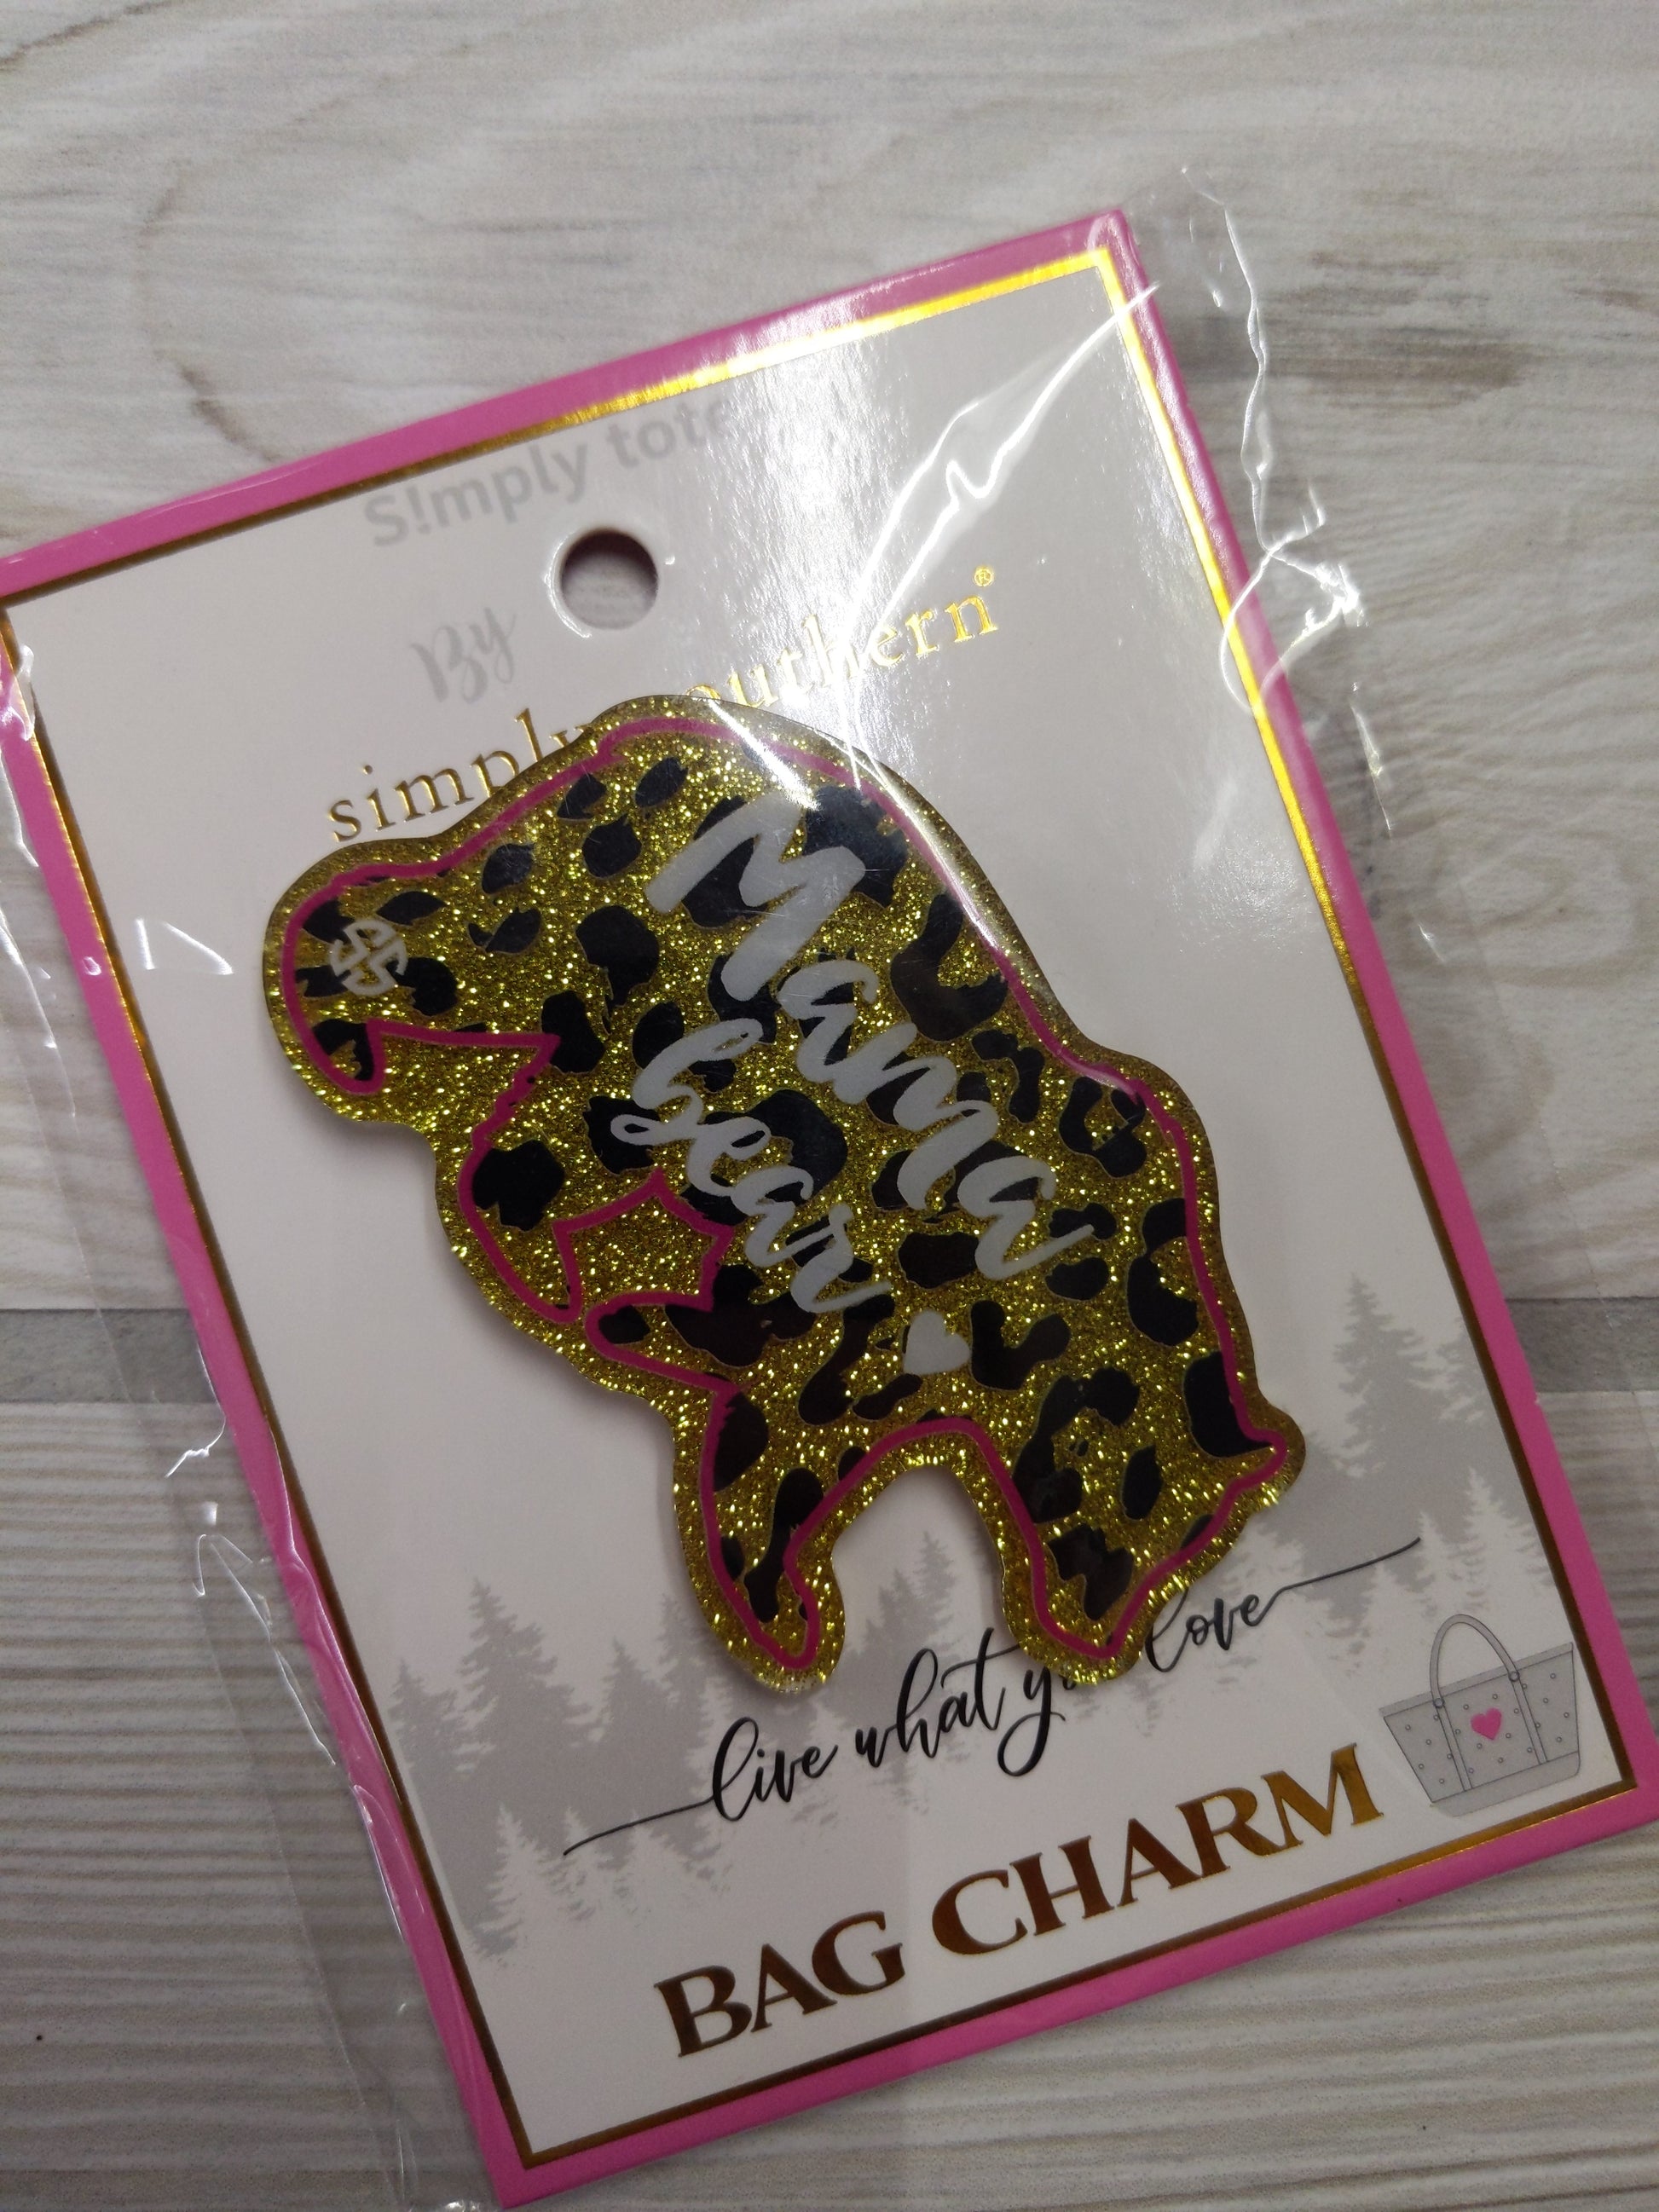 S!mply tote
By
simply southern®
SS
Mama
bear
live what you love
BAG CHARM